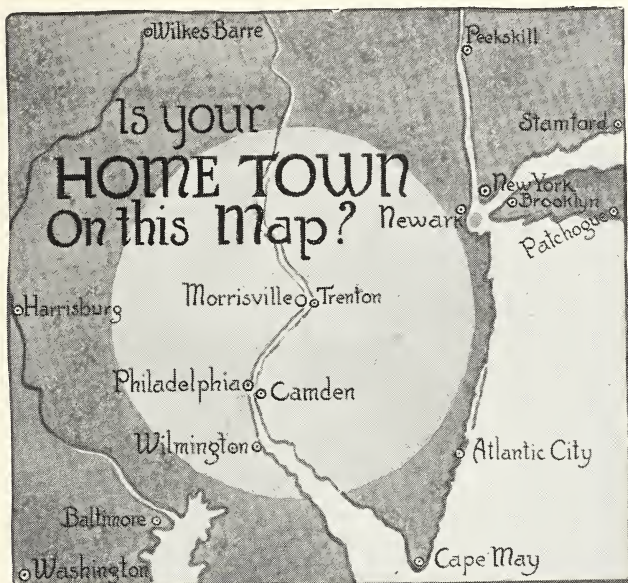 Wilkes Barre
Peekskill
Is your
HOME TOWN
On this Map?
Stamford
New York
Brooklyn
Newark
Patchogue
Morrisville
Trenton
Harrisburg
Philadelphia
Camden
Wilmington
Atlantic City
Baltimore
Cape May
Washington